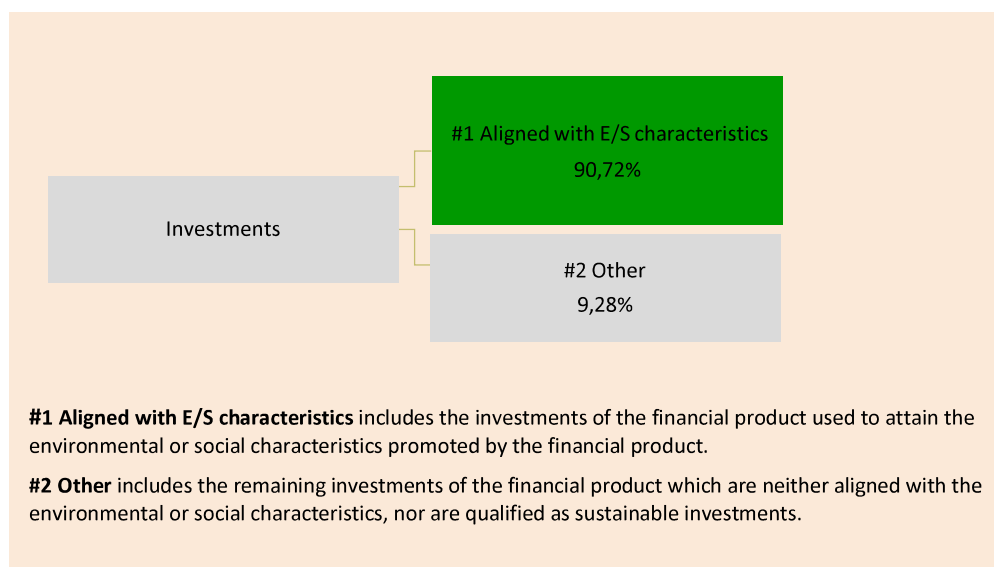 #1 Aligned with E/S characteristics
90,72%
Investments
#2 Other
9,28%
#1 Aligned with E/S characteristics includes the investments of the financial product used to attain the
environmental or social characteristics promoted by the financial product.
#2 Other includes the remaining investments of the financial product which are neither aligned with the
environmental or social characteristics, nor are qualified as sustainable investments.